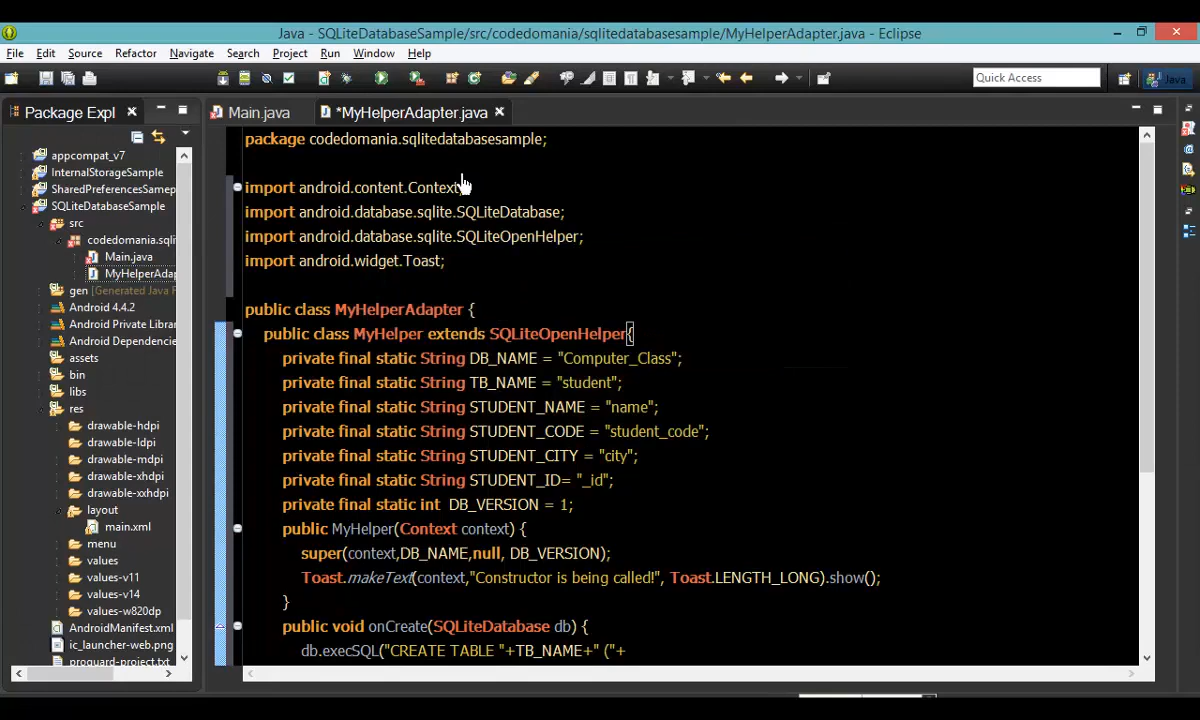 Java - SQLiteDatabaseSample/src/codedomania/sqlitedatabasesample/MyHelperAdapter.java - Eclipse
File Edit Source Refactor Navigate Search Project Run Window Help
Quick Access
Java
Package Expl
Main.java
*MyHelperAdapter.java
appcompat_v7
InternalStorageSample
SharedPreferencesSamep
SQLiteDatabaseSample
src
codedomania.sqli
Main.java
MyHelperAdap
gen [Generated Java F
Android 4.4.2
Android Private Librar
Android Dependencie
assets
bin
libs
res
drawable-hdpi
drawable-ldpi
drawable-mdpi
drawable-xhdpi
drawable-xxhdpi
layout
main.xml
menu
values
values-v11
values-v14
values-w820dp
AndroidManifest.xml
ic_launcher-web.png
proguard-project.txt
package codedomania.sqlitedatabasesample;
import android.content.Context;
import android.database.sqlite.SQLiteDatabase;
import android.database.sqlite.SQLiteOpenHelper;
import android.widget.Toast;
public class MyHelperAdapter {
public class MyHelper extends SQLiteOpenHelper{
private final static String DB_NAME = "Computer_Class";
private final static String TB_NAME = "student";
private final static String STUDENT_NAME = "name";
private final static String STUDENT_CODE = "student_code";
private final static String STUDENT_CITY = "city";
private final static String STUDENT_ID= "_id";
private final static int DB_VERSION = 1;
public MyHelper(Context context) {
super(context,DB_NAME,null, DB_VERSION);
Toast.makeText(context,"Constructor is being called!", Toast.LENGTH_LONG).show();
}
public void onCreate(SQLiteDatabase db) {
db.execSQL("CREATE TABLE "+TB_NAME+" ("+